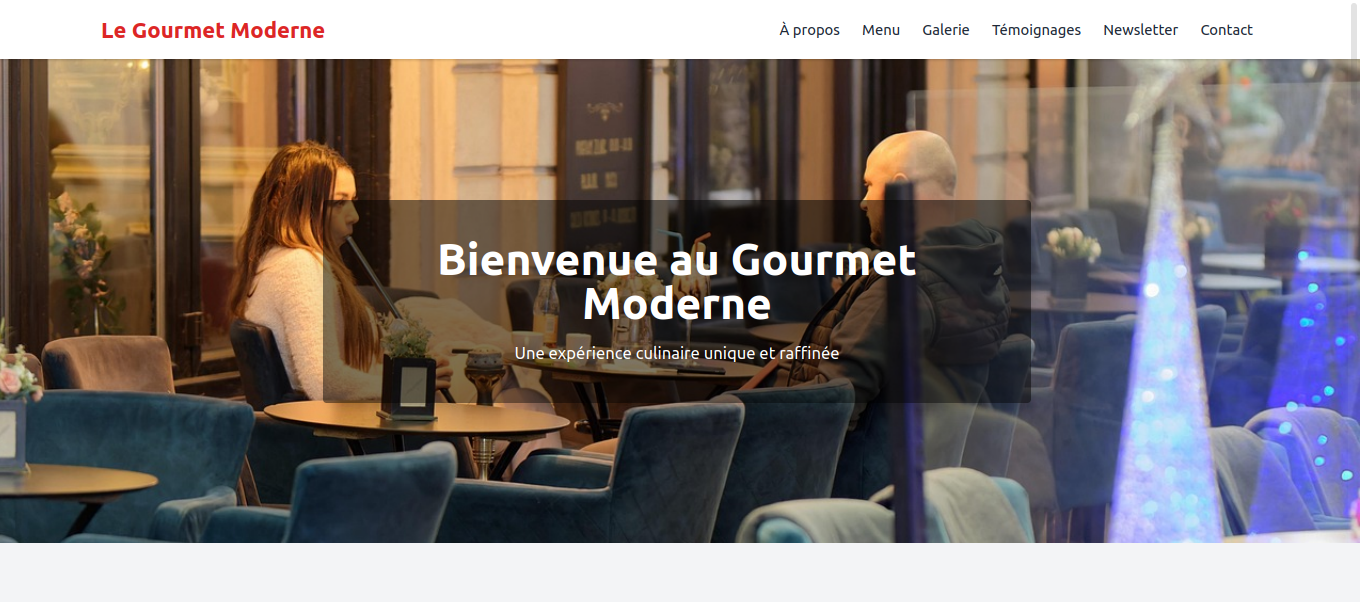 Le Gourmet Moderne
À propos Menu Galerie Témoignages Newsletter Contact
Bienvenue au Gourmet
Moderne
Une expérience culinaire unique et raffinée